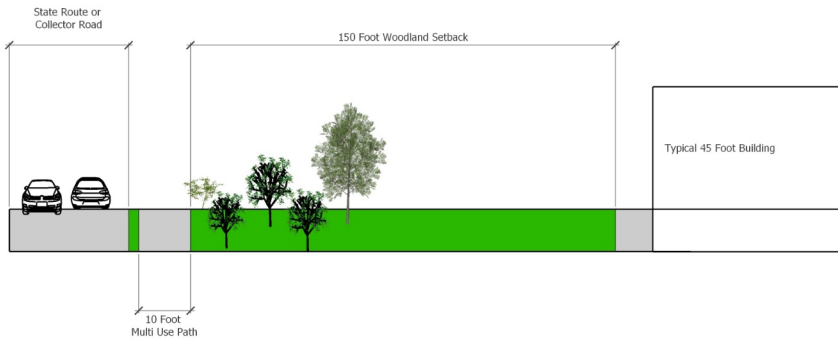 State Route or
Collector Road
150 Foot Woodland Setback
Typical 45 Foot Building
10 Foot
Multi Use Path